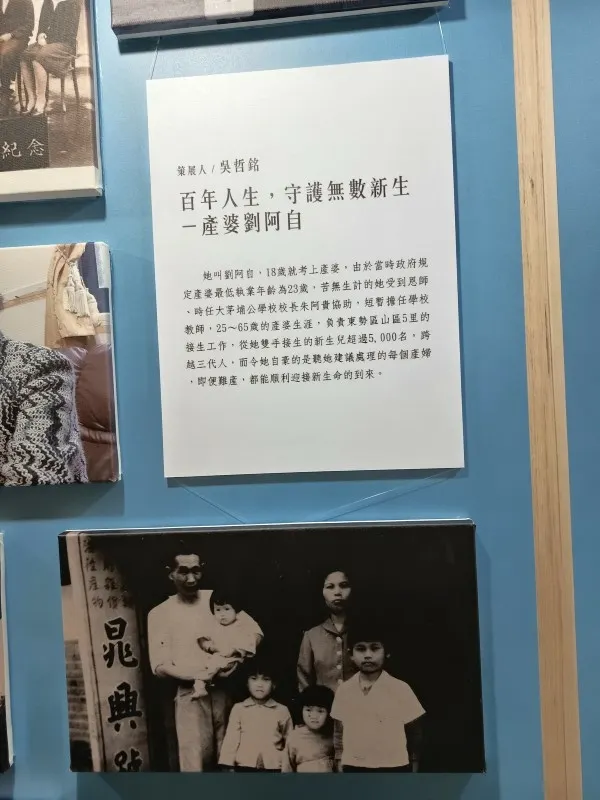 紀念
策展人/吳哲銘
百年人生，守護無數新生
－產婆劉阿自
她叫劉阿自，18歲就考上產婆，由於當時政府規
定產婆最低執業年齡為23歲，苦無生計的她受到恩師
、時任大茅埔公學校校長朱阿貴協助，短暫擔任學校
教師，25～65歲的產婆生涯，負責東勢區山區5里的
接生工作，從她雙手接生的新生兒超過5,000名，跨
越三代人，而令她自豪的是聽她建議處理的每個產婦
，即便難產，都能順利迎接新生命的到來。
晁興號